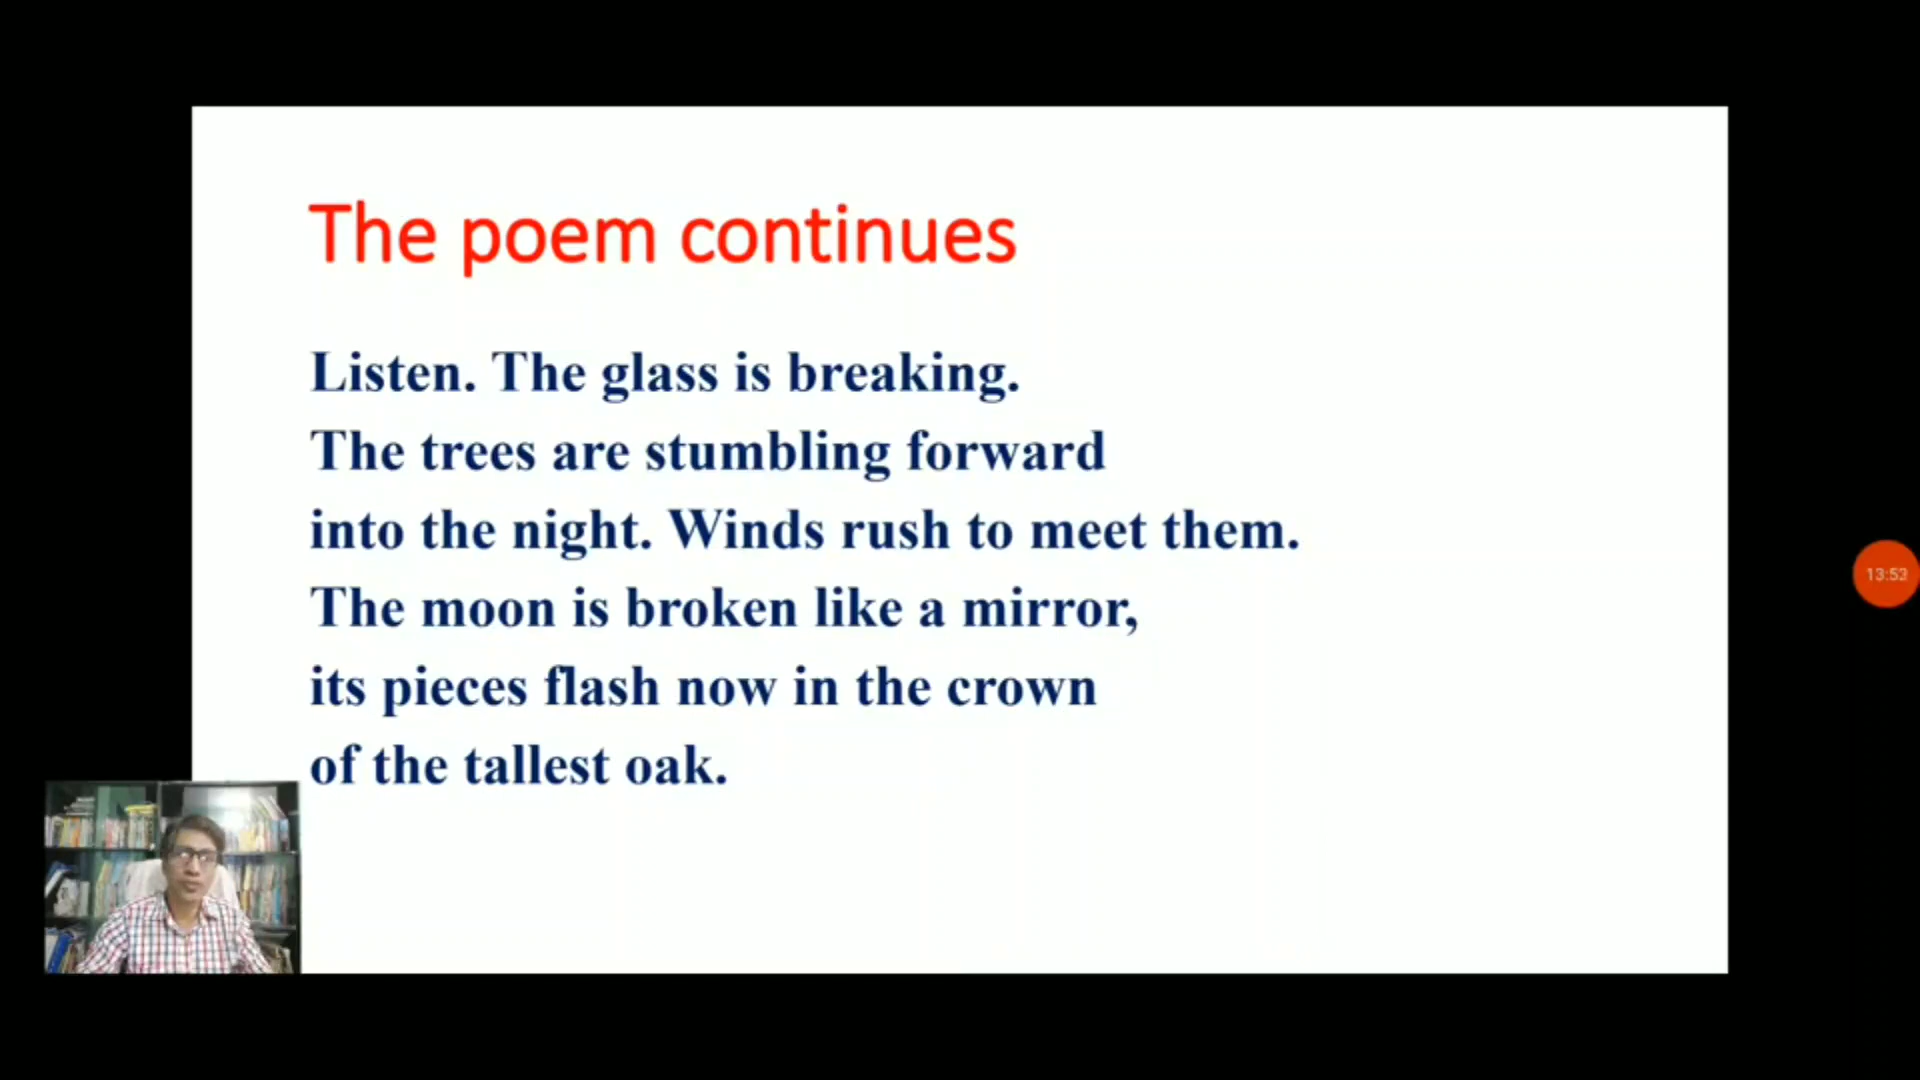 The poem continues
Listen. The glass is breaking.
The trees are stumbling forward
into the night. Winds rush to meet them.
The moon is broken like a mirror,
its pieces flash now in the crown
of the tallest oak.
13:53